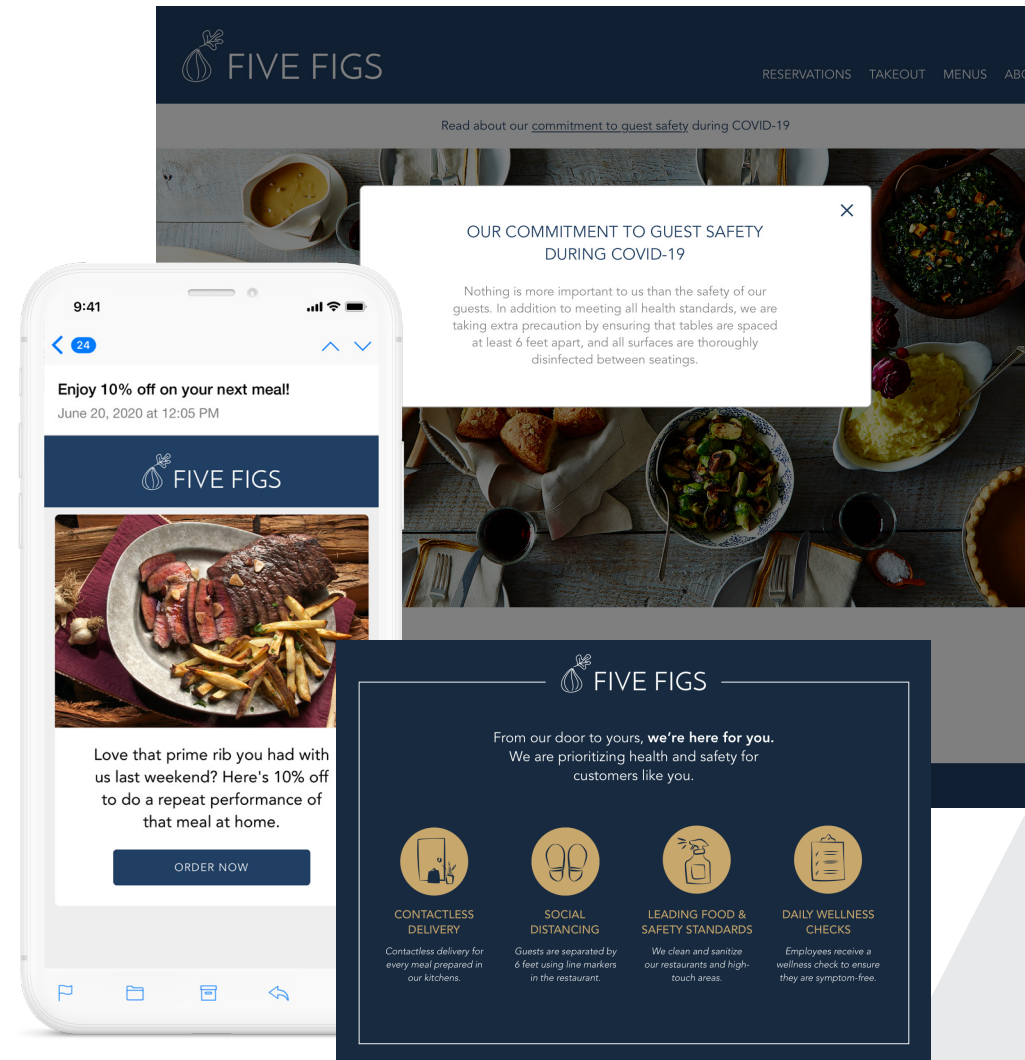 FIVE FIGS
RESERVATIONS TAKEOUT MENUS
Read about our commitment to guest safety during COVID-19
OUR COMMITMENT TO GUEST SAFETY
DURING COVID-19
Nothing is more important to us than the safety of our
guests. In addition to meeting all health standards, we are
taking extra precaution by ensuring that tables are spaced
at least 6 feet apart, and all surfaces are thoroughly
disinfected between seatings.
9:41
24
Enjoy 10% off on your next meal!
June 20, 2020 at 12:05 PM
FIVE FIGS
Love that prime rib you had with
us last weekend? Here's 10% off
to do a repeat performance of
that meal at home.
ORDER NOW
FIVE FIGS
From our door to yours, we're here for you.
We are prioritizing health and safety for
customers like you.
CONTACTLESS
DELIVERY
Contactless delivery for
every meal prepared in
our kitchens.
SOCIAL
DISTANCING
Guests are separated by
6 feet using line markers
in the restaurant.
LEADING FOOD &
SAFETY STANDARDS
We clean and sanitize
our restaurants and high-
touch areas.
DAILY WELLNESS
CHECKS
Employees receive a
wellness check to ensure
they are symptom-free.